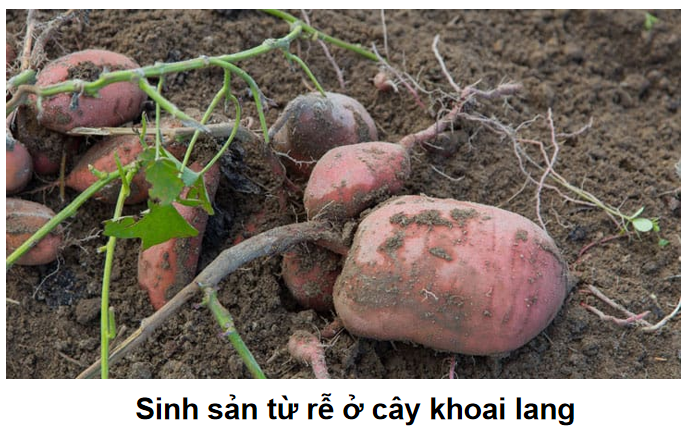 Sinh sản từ rễ ở cây khoai lang